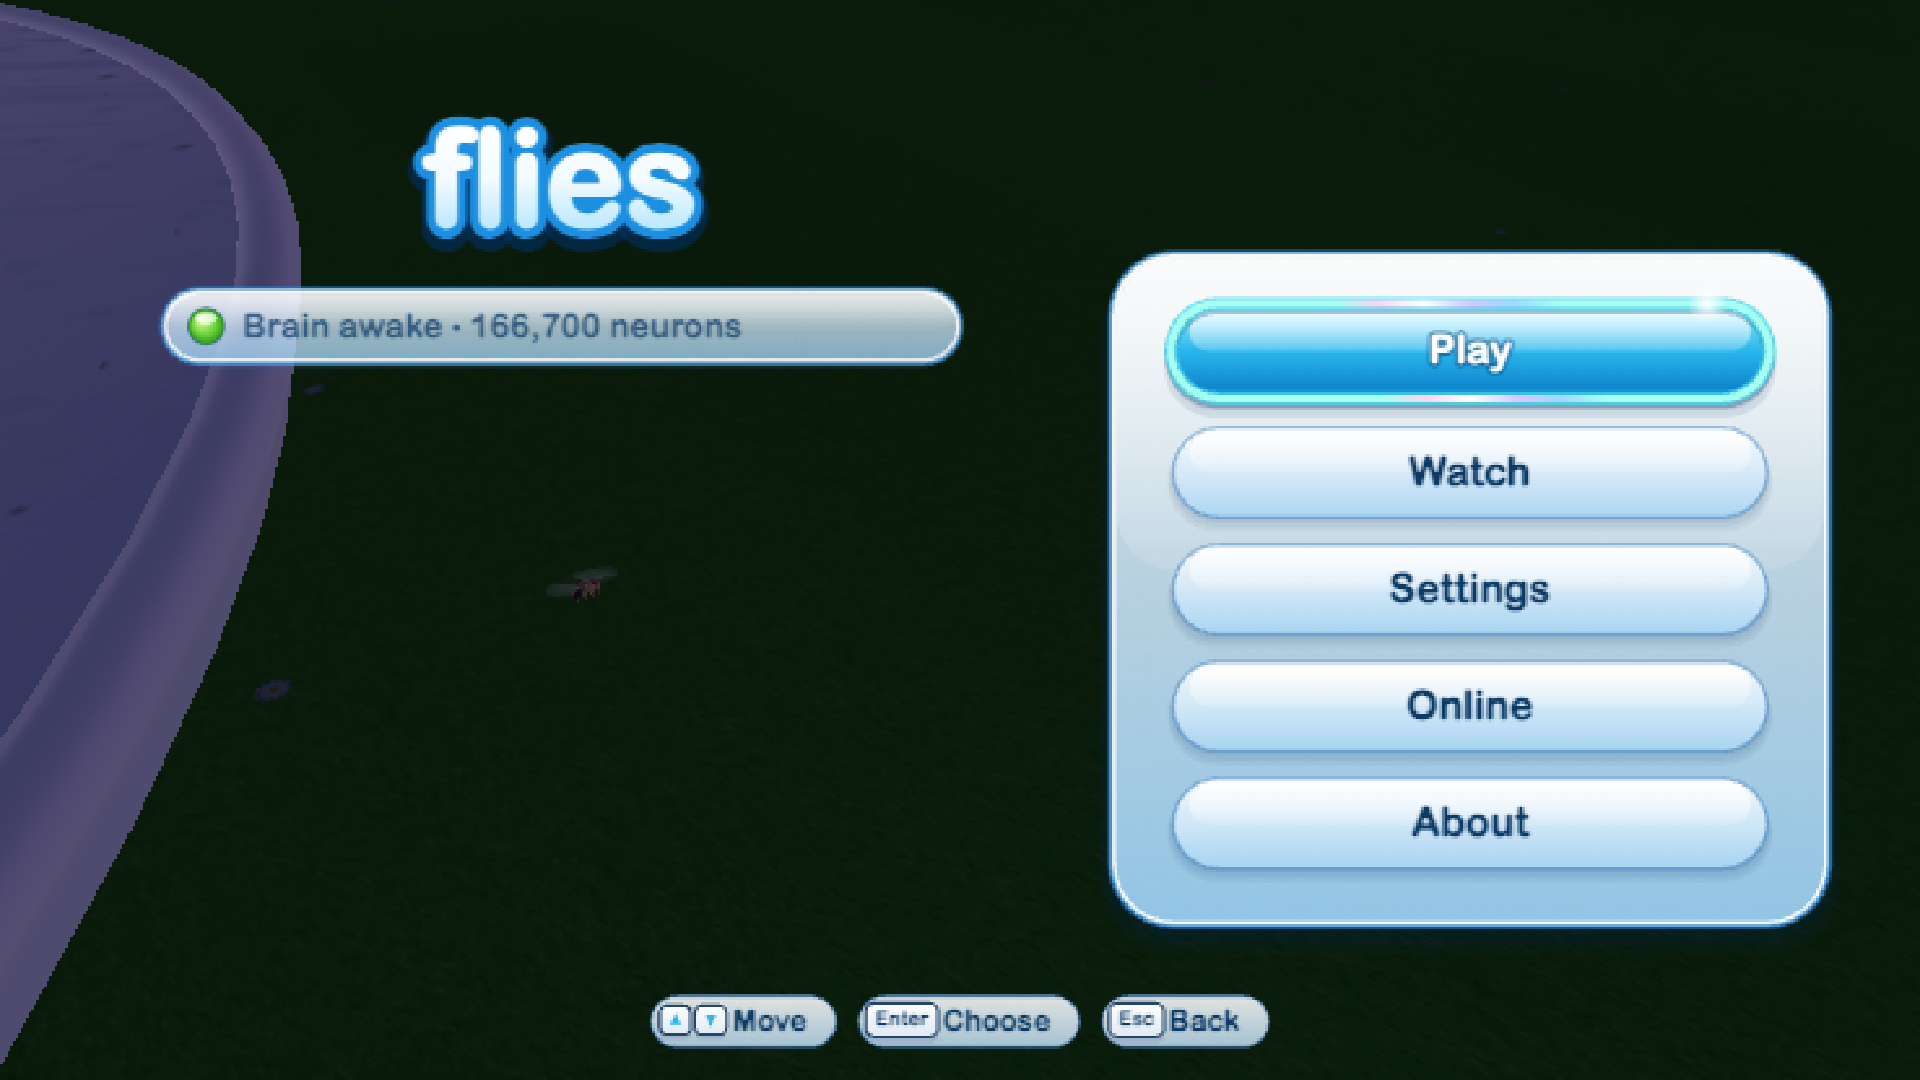 flies
Brain awake · 166,700 neurons
Play
Watch
Settings
Online
About
▲ ▼ Move
Enter Choose
Esc Back